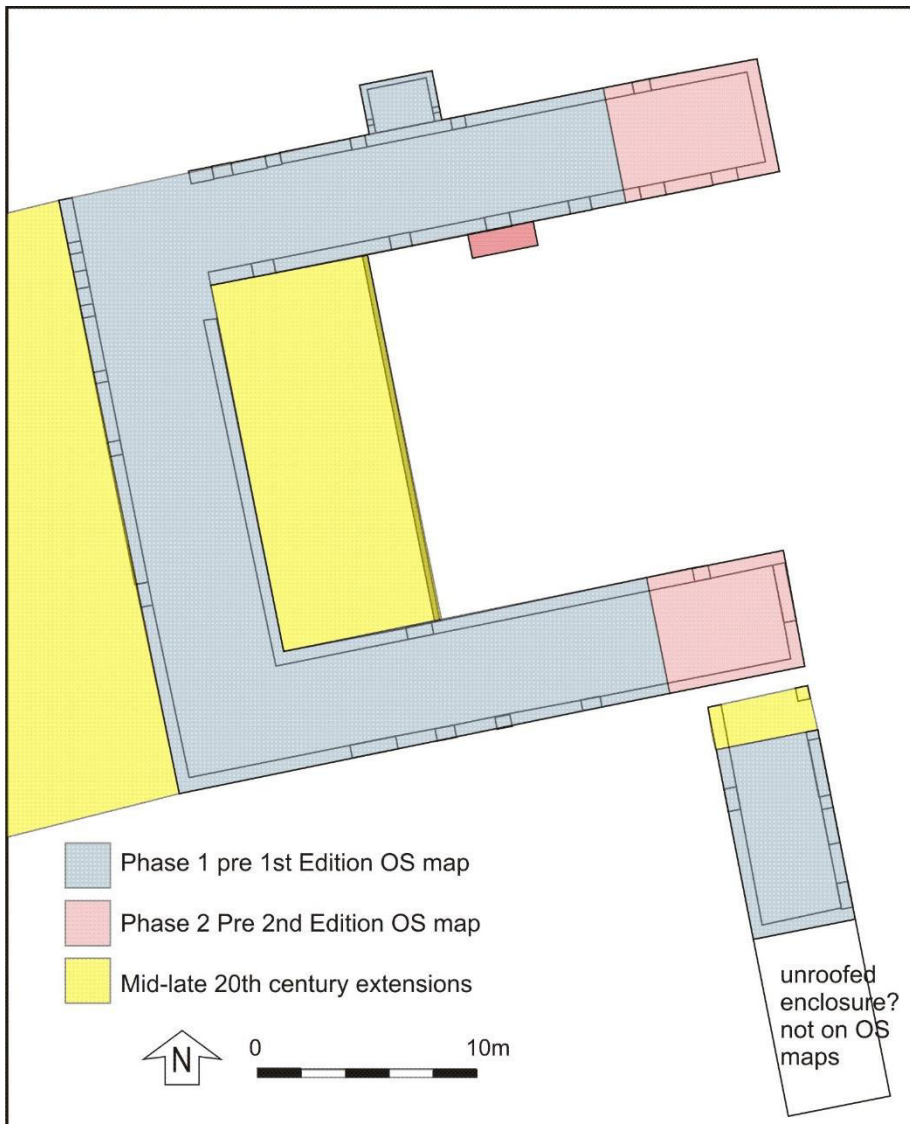 Phase 1 pre 1st Edition OS map
Phase 2 Pre 2nd Edition OS map
Mid-late 20th century extensions
N
0 10m
unroofed
enclosure?
not on OS
maps